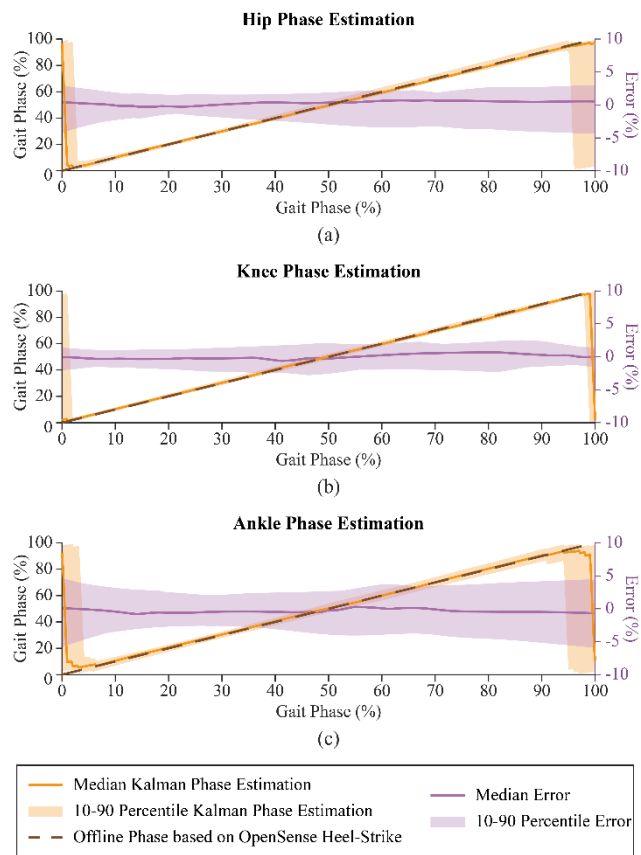 Hip Phase Estimation
Gait Phase (%)
100
80
60
40
20
0
10
5
0
-5
-10
Error (%)
0 10 20 30 40 50 60 70 80 90 100
Gait Phase (%)
(a)
Knee Phase Estimation
Gait Phase (%)
100
80
60
40
20
0
10
5
0
-5
-10
Error (%)
0 10 20 30 40 50 60 70 80 90 100
Gait Phase (%)
(b)
Ankle Phase Estimation
Gait Phase (%)
100
80
60
40
20
0
10
5
0
-5
-10
Error (%)
0 10 20 30 40 50 60 70 80 90 100
Gait Phase (%)
(c)
Median Kalman Phase Estimation
10-90 Percentile Kalman Phase Estimation
Offline Phase based on OpenSense Heel-Strike
Median Error
10-90 Percentile Error